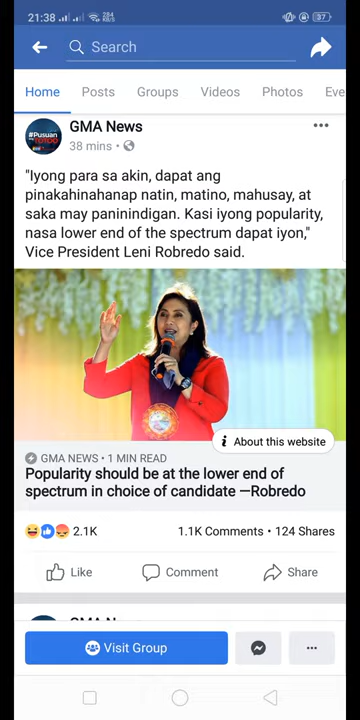 21:38
284
KB/S
37
Search
Home Posts Groups Videos Photos Eve
#Pusuan
GMA News
38 mins
"Iyong para sa akin, dapat ang
pinakahinahanap natin, matino, mahusay, at
saka may paninindigan. Kasi iyong popularity,
nasa lower end of the spectrum dapat iyon,"
Vice President Leni Robredo said.
i About this website
GMA NEWS • 1 MIN READ
Popularity should be at the lower end of
spectrum in choice of candidate —Robredo
2.1K 1.1K Comments • 124 Shares
Like Comment Share
Visit Group